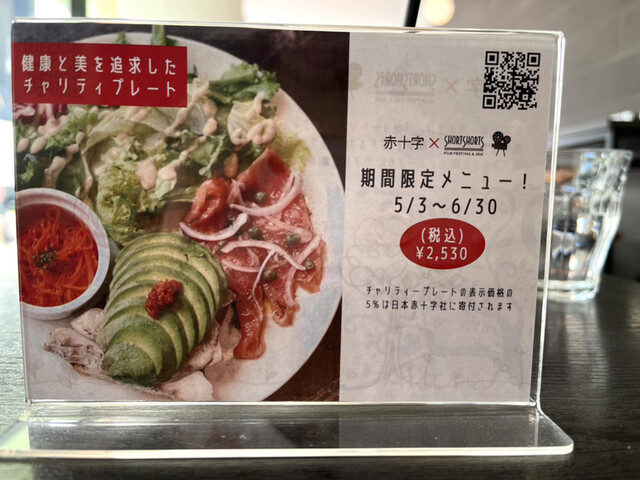 健康と美を追求した
チャリティプレート
赤十字 × SHORTSHORTS
FILM FESTIVAL & ASIA
期間限定メニュー!
5/3～6/30
(税込)
¥2,530
チャリティープレートの表示価格の
5%は日本赤十字社に寄付されます